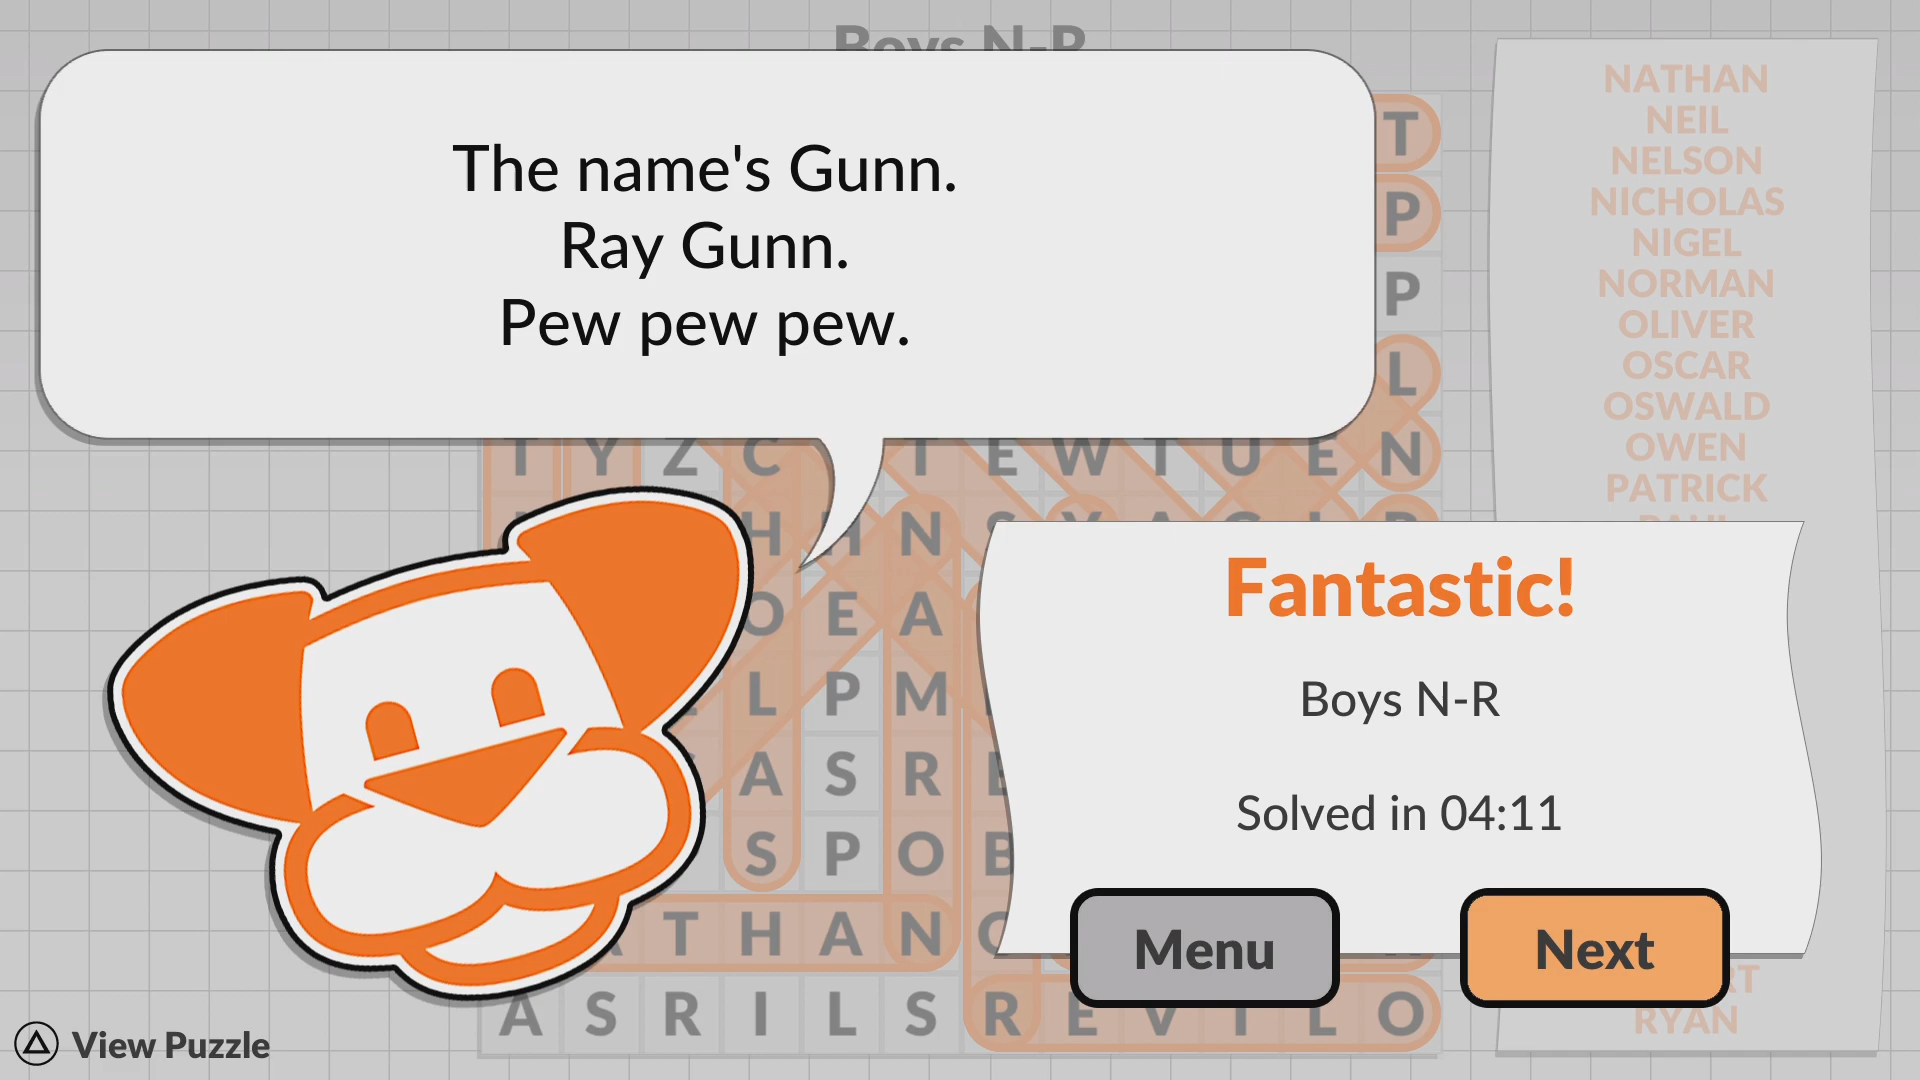 Boys N-R
The name's Gunn.
Ray Gunn.
Pew pew pew.
T
P
P
L
T Y Z C T E W T U E N
H N
O E A
L P M
A S R
S P O B
T H A N
A S R I L S R E V I L O
NATHAN
NEIL
NELSON
NICHOLAS
NIGEL
NORMAN
OLIVER
OSCAR
OSWALD
OWEN
PATRICK
RYAN
Fantastic!
Boys N-R
Solved in 04:11
Menu
Next
View Puzzle